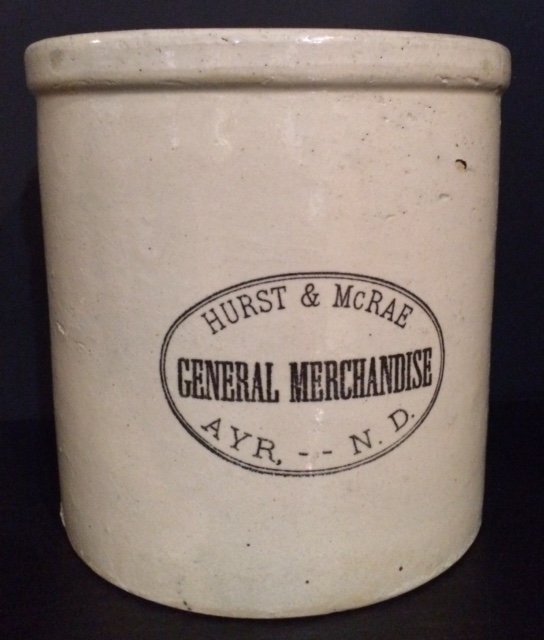 HURST & McRAE
GENERAL MERCHANDISE
AYR, -- N. D.